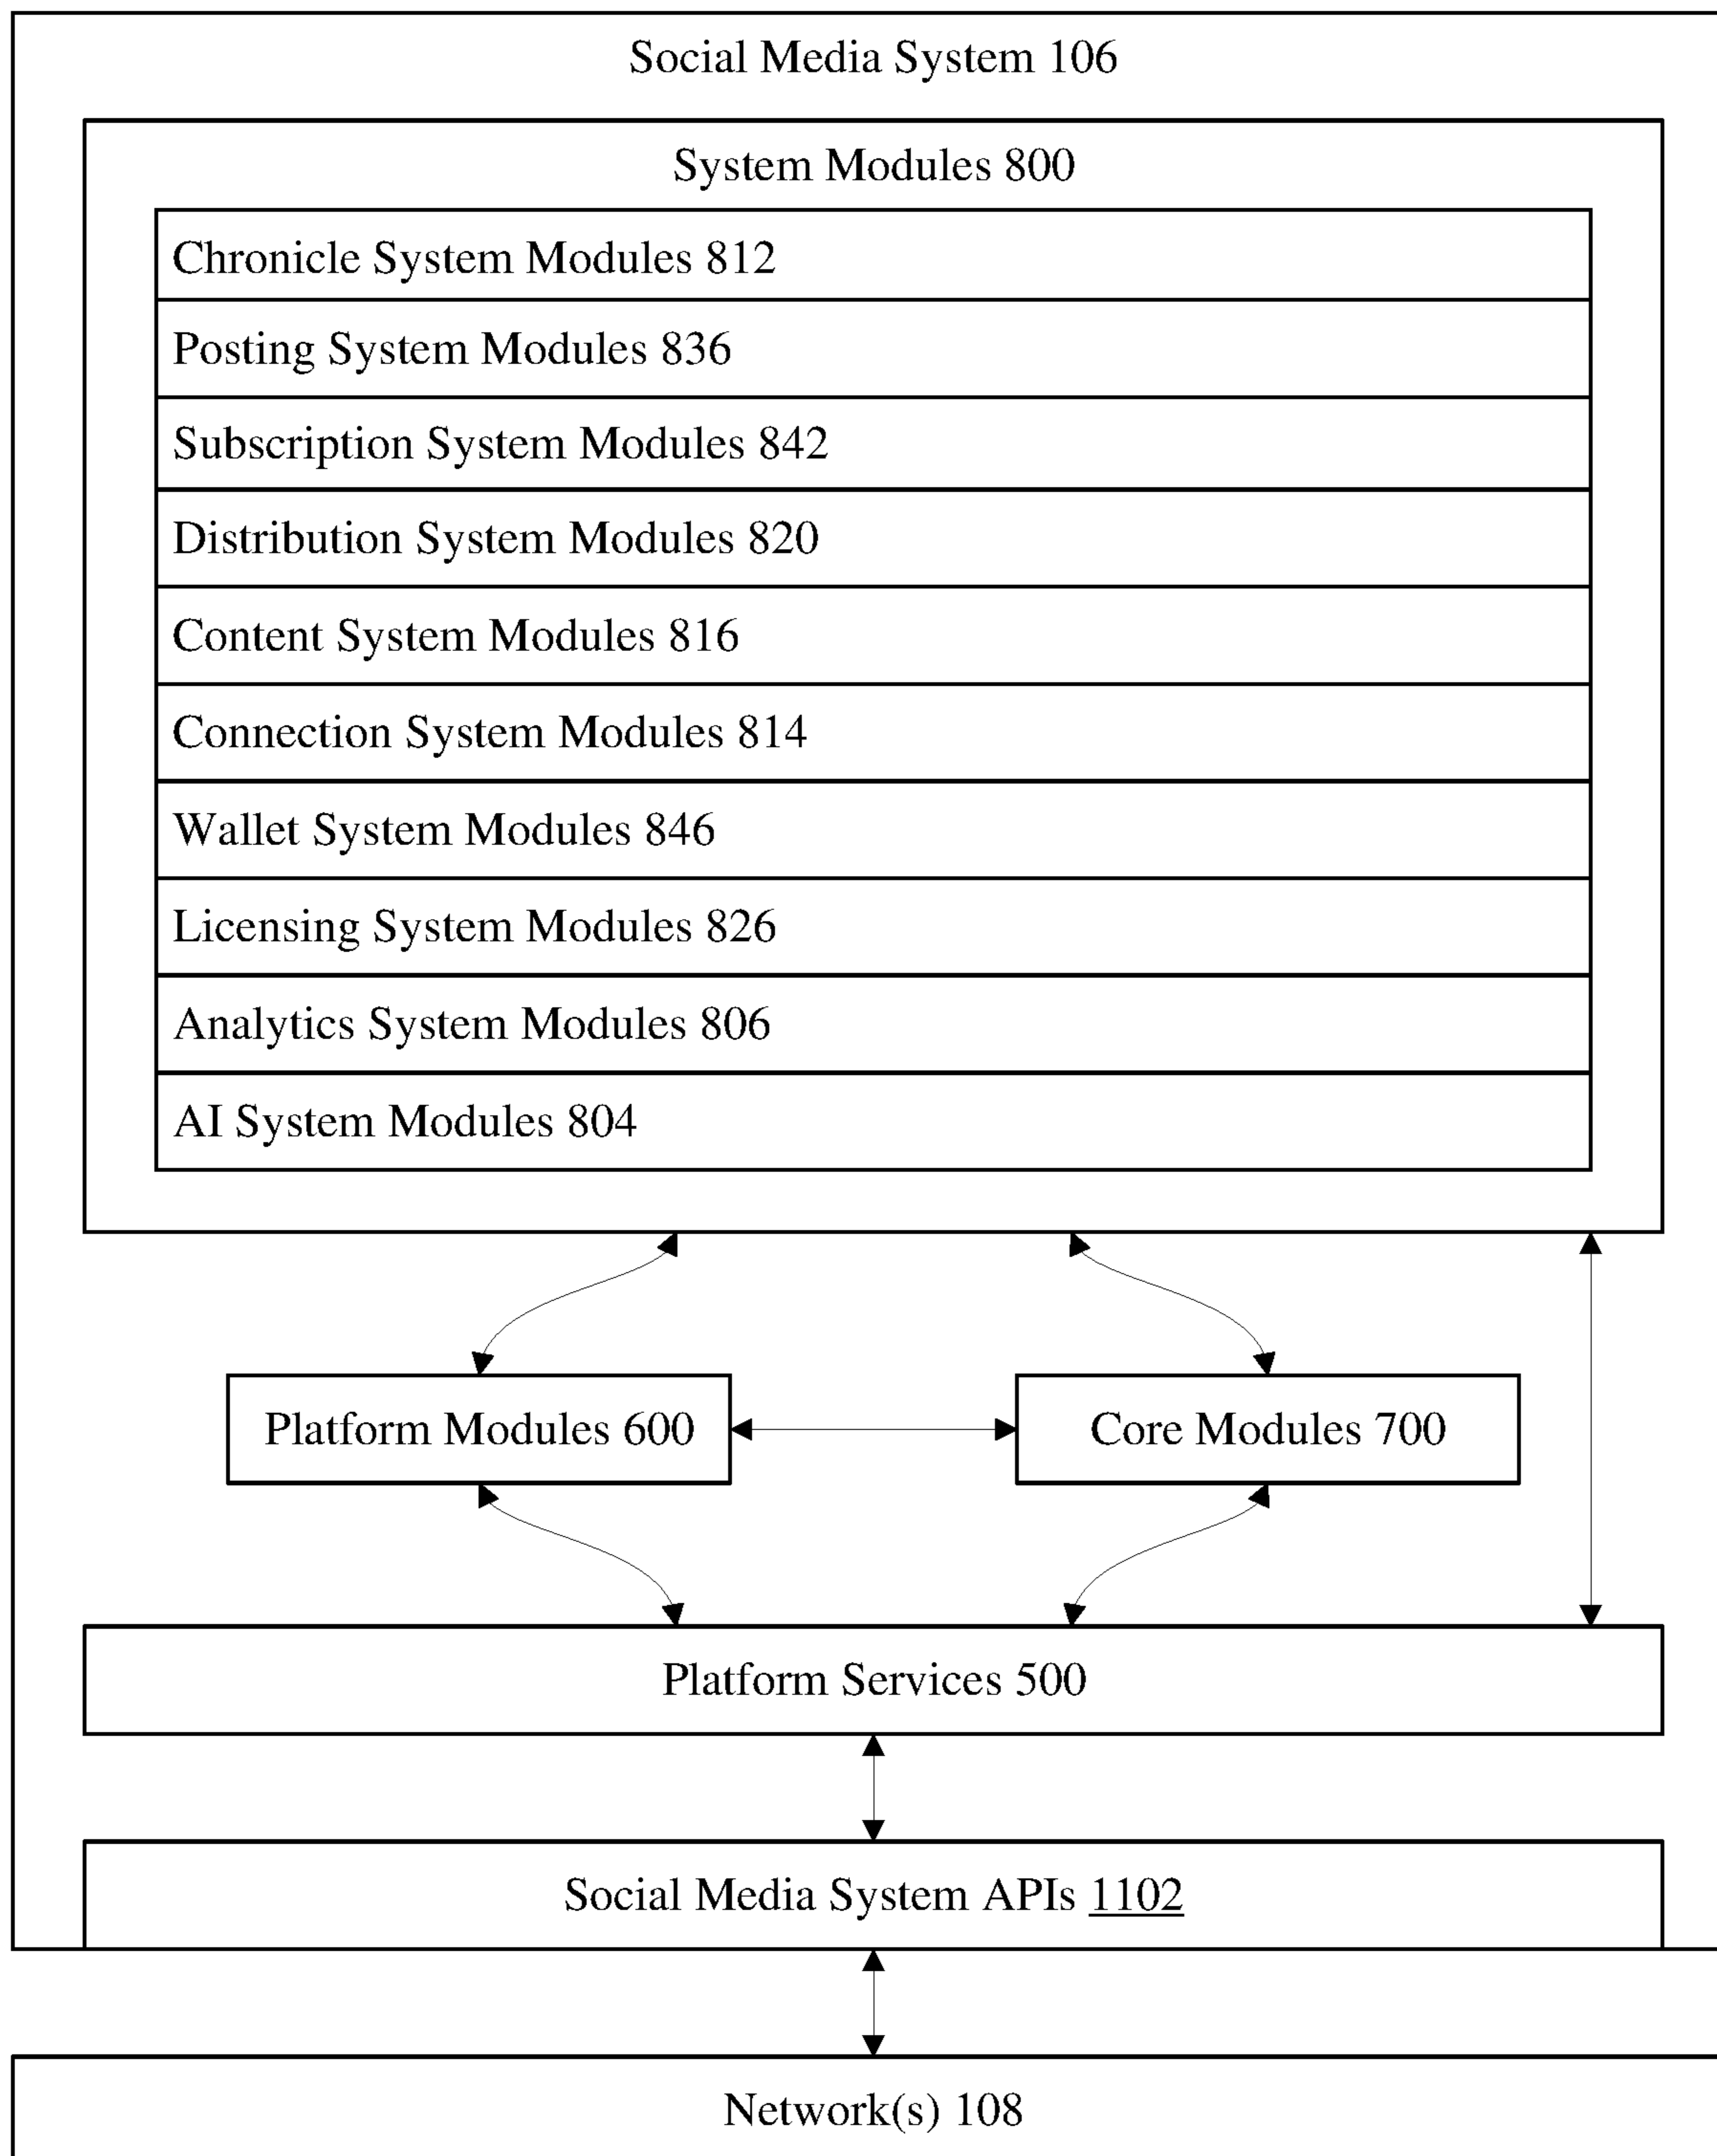 Social Media System 106
System Modules 800
Chronicle System Modules 812
Posting System Modules 836
Subscription System Modules 842
Distribution System Modules 820
Content System Modules 816
Connection System Modules 814
Wallet System Modules 846
Licensing System Modules 826
Analytics System Modules 806
AI System Modules 804
Platform Modules 600
Core Modules 700
Platform Services 500
Social Media System APIs 1102
Network(s) 108